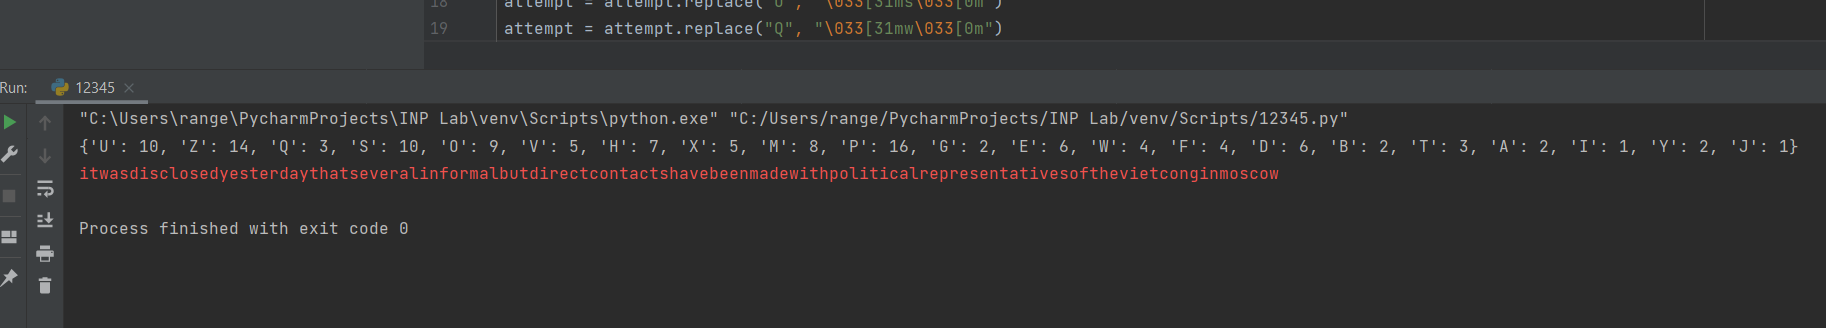 18 attempt = attempt.replace("U", "\033[31ms\033[0m")
19 attempt = attempt.replace("Q", "\033[31mw\033[0m")
Run: 12345
"C:\Users\range\PycharmProjects\INP Lab\venv\Scripts\python.exe" "C:/Users/range/PycharmProjects/INP Lab/venv/Scripts/12345.py"
{'U': 10, 'Z': 14, 'Q': 3, 'S': 10, 'O': 9, 'V': 5, 'H': 7, 'X': 5, 'M': 8, 'P': 16, 'G': 2, 'E': 6, 'W': 4, 'F': 4, 'D': 6, 'B': 2, 'T': 3, 'A': 2, 'I': 1, 'Y': 2, 'J': 1}
itwasdisclosedyesterdaythatseveralinformalbutdirectcontactshavebeenmadewithpoliticalrepresentativesofthevietconginmoscow
Process finished with exit code 0